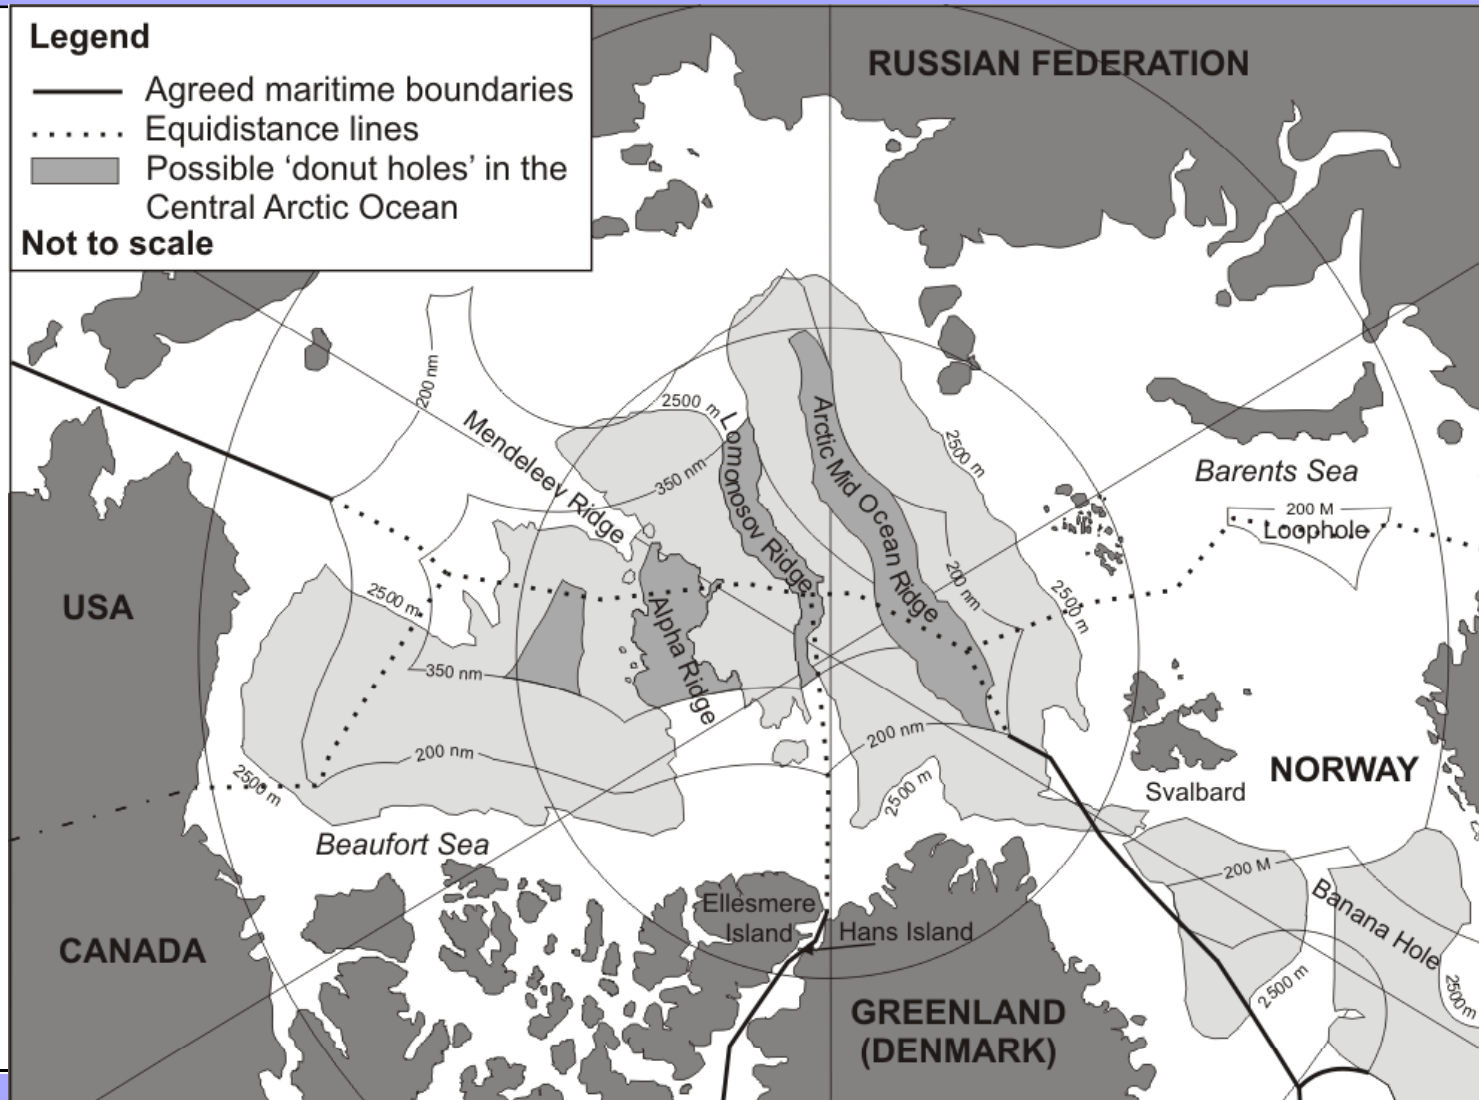 Legend
Agreed maritime boundaries
Equidistance lines
Possible ‘donut holes’ in the
Central Arctic Ocean
Not to scale
RUSSIAN FEDERATION
200 nm
2500 m
Mendeleev Ridge
Lomonosov Ridge
Arctic Mid Ocean Ridge
2500 m
350 nm
Barents Sea
200 M
Loophole
200 nm
2500 m
2500 m
USA
Alpha Ridge
350 nm
200 nm
200 nm
2500 m
2500 m
NORWAY
Svalbard
Beaufort Sea
200 M
Banana Hole
Ellesmere
Island
Hans Island
CANADA
2500 m
2500 m
GREENLAND
(DENMARK)